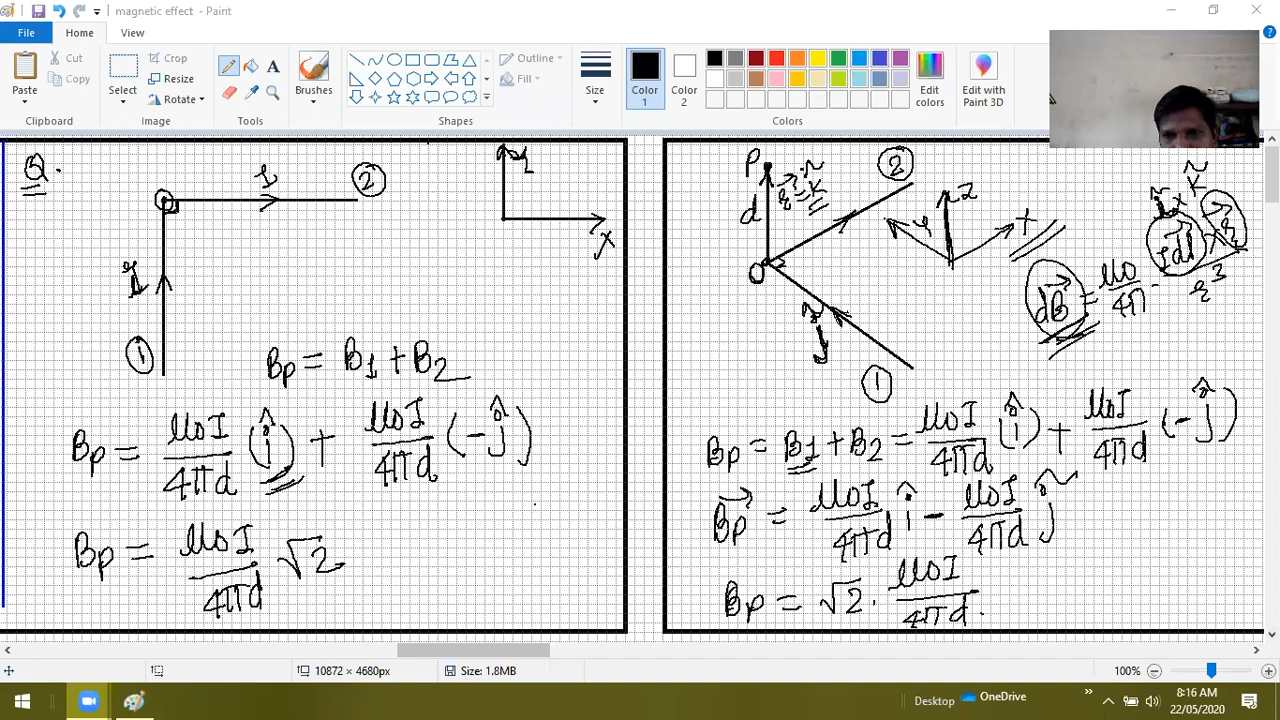 magnetic effect - Paint
File Home View
Paste
Cut
Copy
Clipboard
Select
Crop
Resize
Rotate
Image
Tools
Brushes
Shapes
Outline
Fill
Size
Color 1
Color 2
Colors
Edit colors
Edit with Paint 3D
Q.
I
2
I
1
y
x
Bp = B1 + B2
Bp = μ0I/4πd (î) + μ0I/4πd (-ĵ)
Bp = μ0I/4πd √2
P
d
r = k
O
2
1
z
x
y
dB = μ0/4π · Idl × r / r³
Bp = B1 + B2 = μ0I/4πd (î) + μ0I/4πd (-ĵ)
Bp = μ0I/4πd î - μ0I/4πd ĵ
Bp = √2 · μ0I/4πd.
10872 × 4680px
Size: 1.8MB
100%
Desktop
OneDrive
8:16 AM
22/05/2020